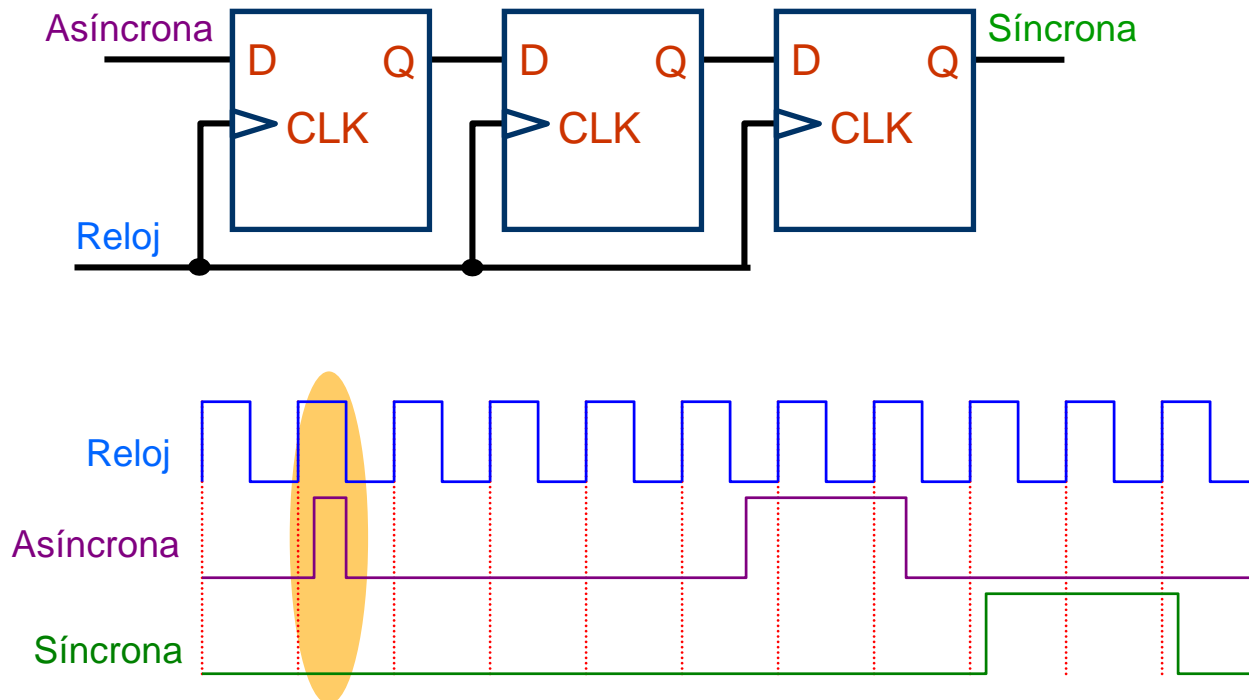 Asíncrona
Síncrona
D Q
D Q
D Q
CLK
CLK
CLK
Reloj
Reloj
Asíncrona
Síncrona